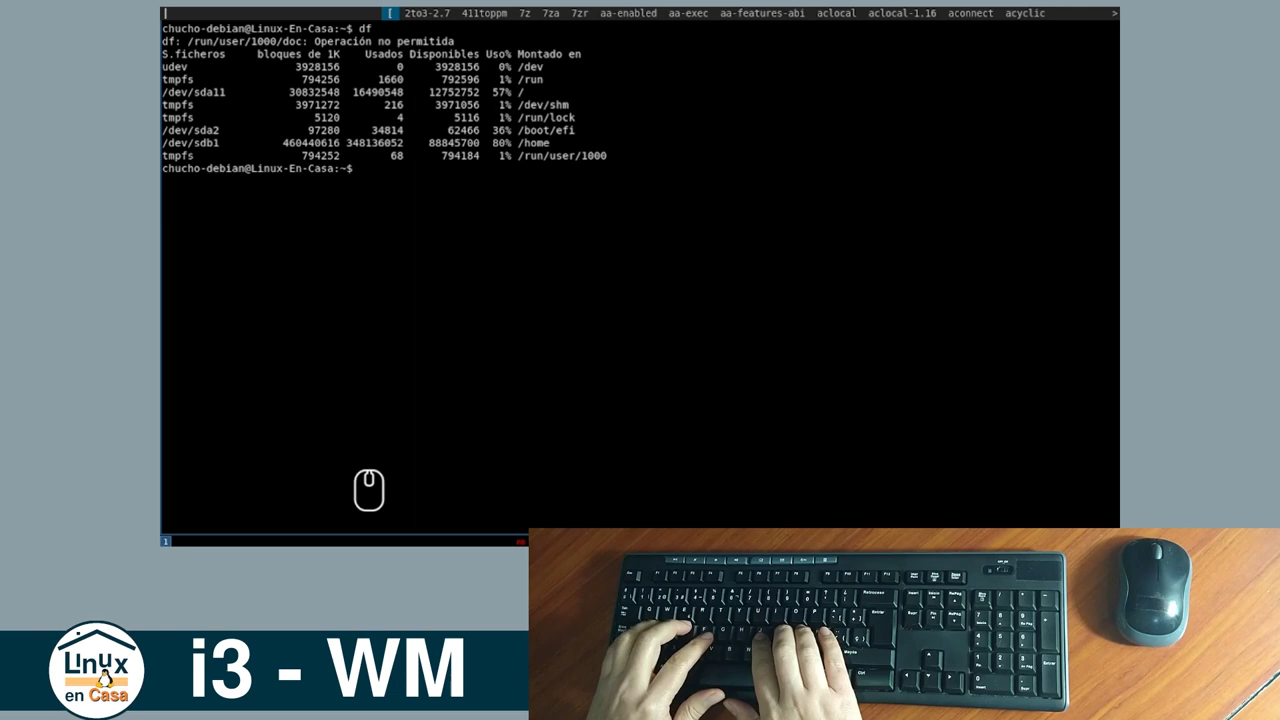 [ 2to3-2.7 411toppm 7z 7za 7zr aa-enabled aa-exec aa-features-abi aclocal aclocal-1.16 aconnect acyclic >
chucho-debian@Linux-En-Casa:~$ df
df: /run/user/1000/doc: Operación no permitida
S.ficheros bloques de 1K Usados Disponibles Uso% Montado en
udev 3928156 0 3928156 0% /dev
tmpfs 794256 1660 792596 1% /run
/dev/sda11 30832548 16490548 12752752 57% /
tmpfs 3971272 216 3971056 1% /dev/shm
tmpfs 5120 4 5116 1% /run/lock
/dev/sda2 97280 34814 62466 36% /boot/efi
/dev/sdb1 460440616 348136052 88845700 80% /home
tmpfs 794252 68 794184 1% /run/user/1000
chucho-debian@Linux-En-Casa:~$
1
Linux
en Casa
i3 - WM